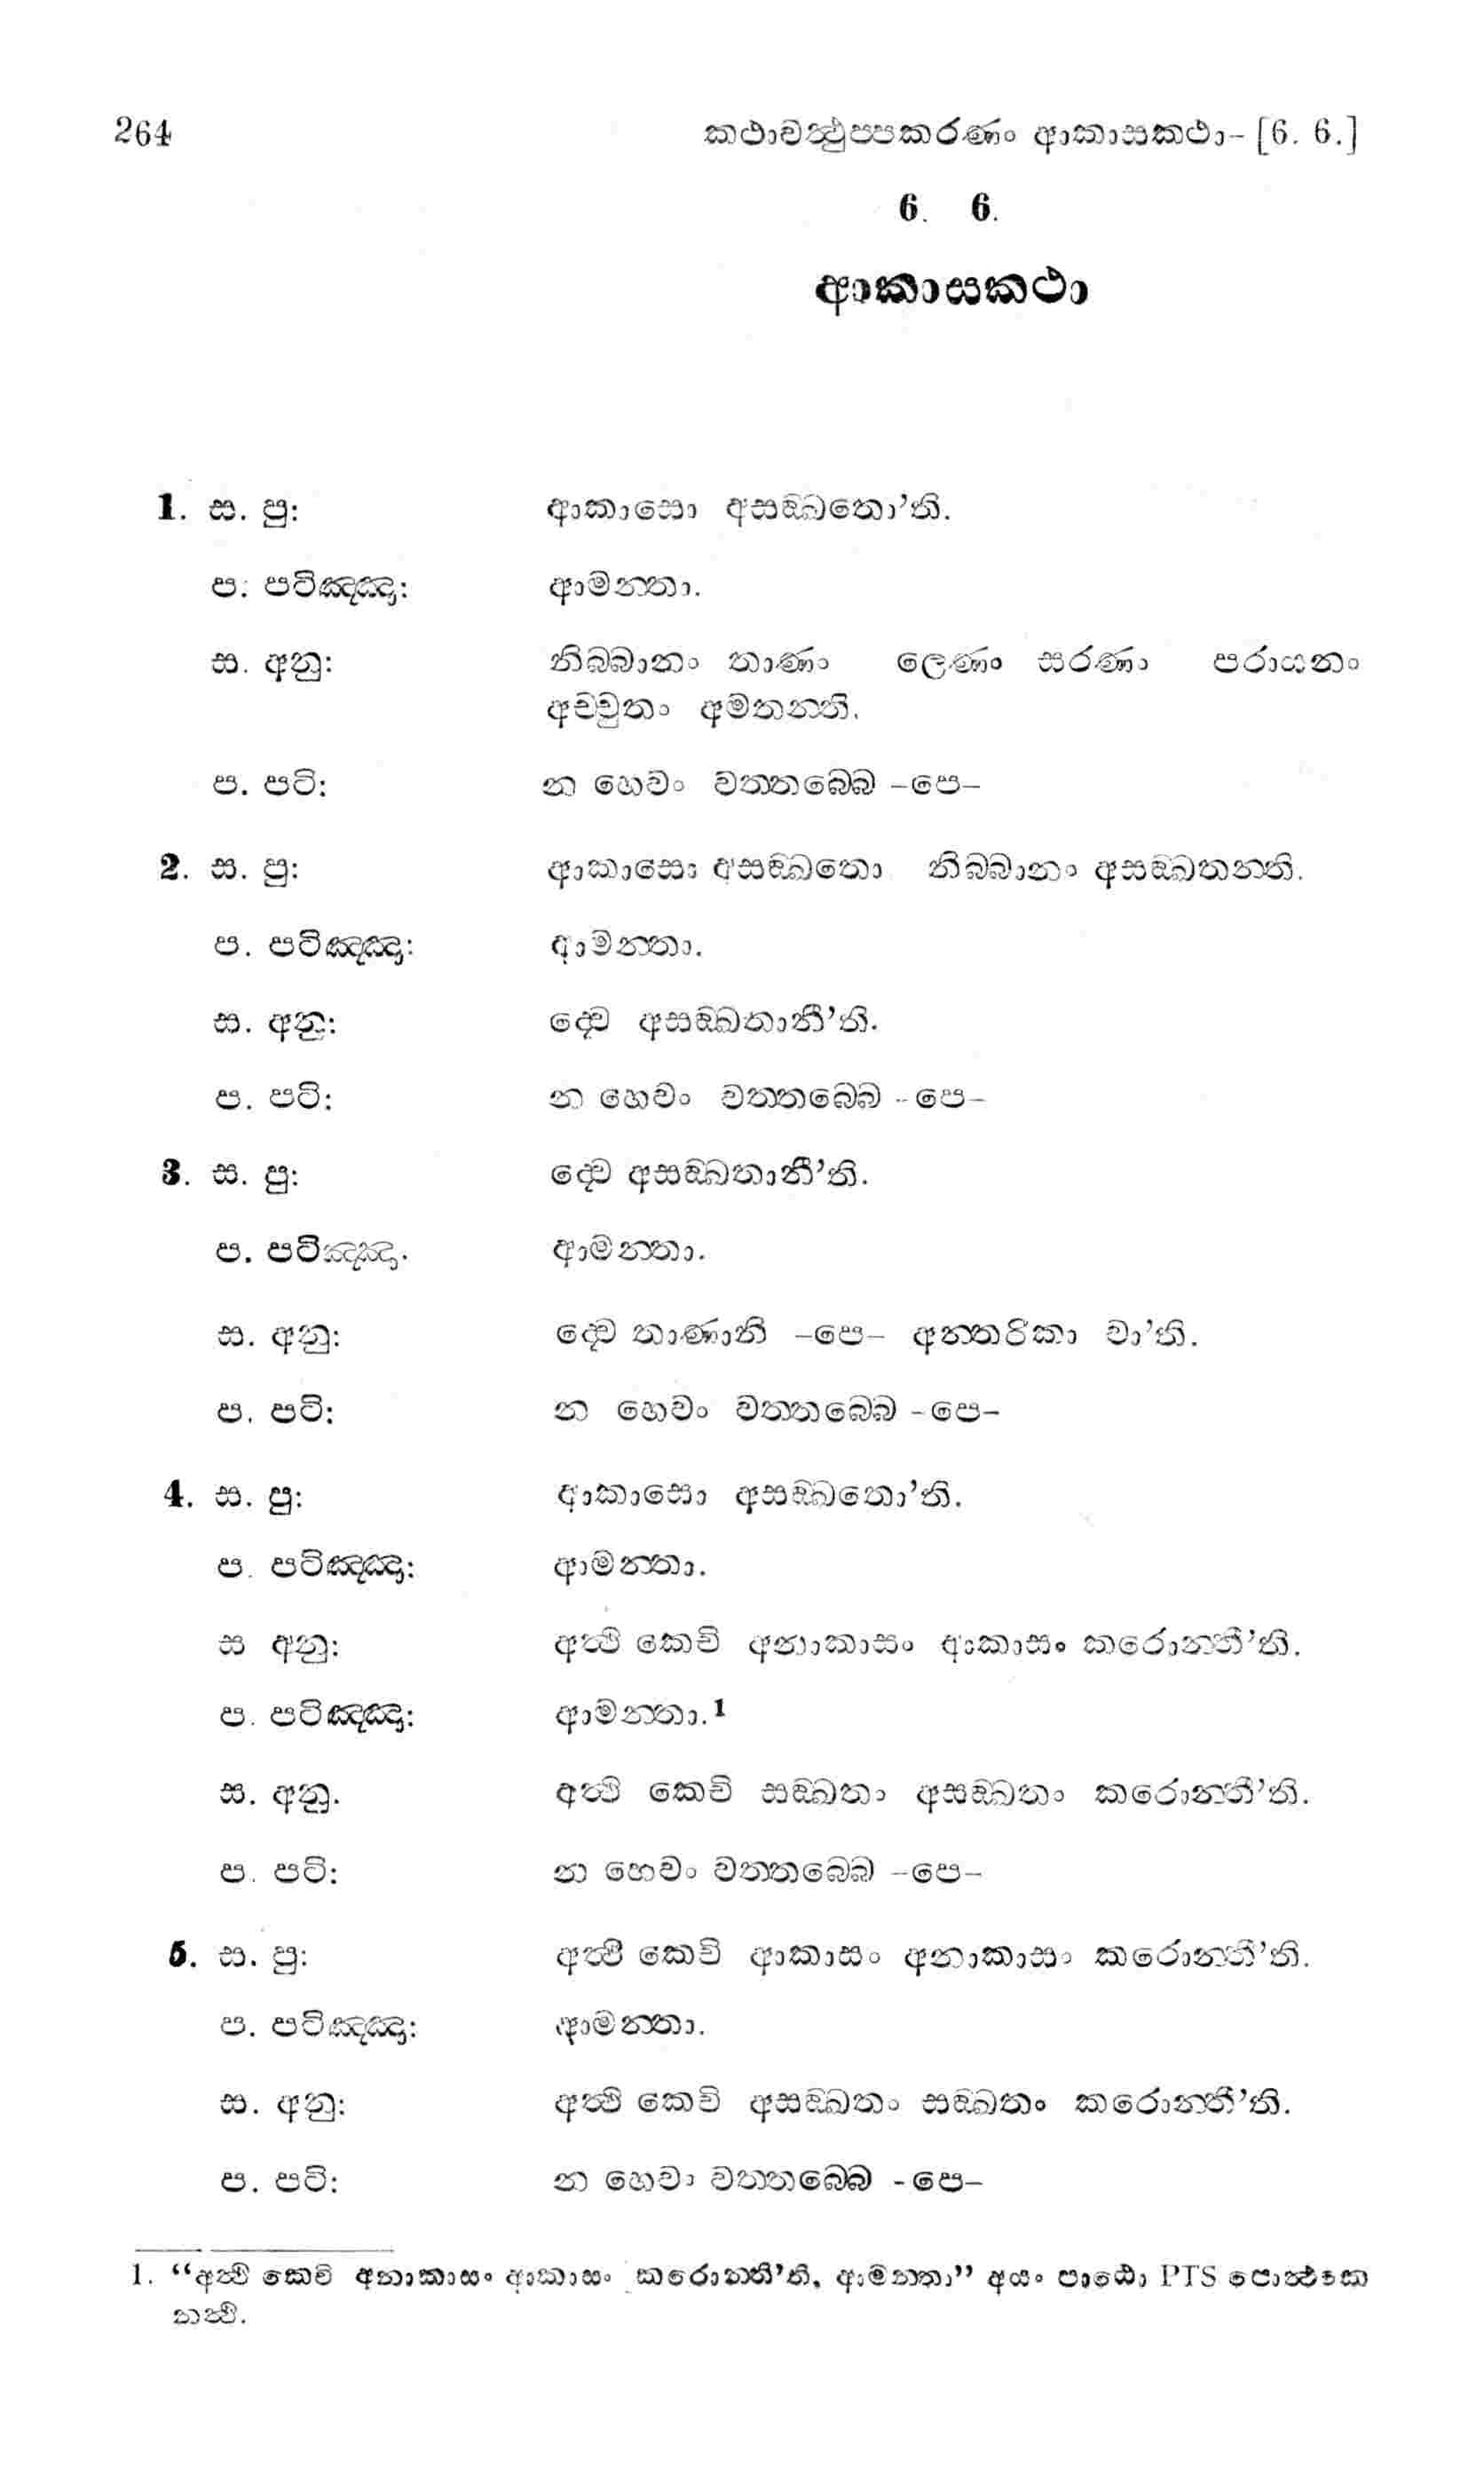 264 කථාවත්‍ථුප්පකරණං ආකාසකථා- [6. 6.]
6. 6.
ආකාසකථා
1. ස. පු: ආකාසො අසඞ්ඛතො’ති.
ප: පටිඤ්ඤා: ආමන්තා.
ස. අනු: නිබ්බානං තාණං ලෙණං සරණං පරායනං
අච්චුතං අමතන්ති.
ප. පටි: න හෙවං වත්තබ්බෙ –පෙ–
2. ස. පු: ආකාසො අසඞ්ඛතො නිබ්බානං අසඞ්ඛතන්ති.
ප. පටිඤ්ඤා: ආමන්තා.
ස. අනු: ද්වෙ අසඞ්ඛතානී’ති.
ප. පටි: න හෙවං වත්තබ්බෙ –පෙ–
3. ස. පු: ද්වෙ අසඞ්ඛතානී’ති.
ප. පටිඤ්ඤා. ආමන්තා.
ස. අනු: ද්වෙ තාණානි –පෙ– අන්තරිකා වා’ති.
ප. පටි: න හෙවං වත්තබ්බෙ –පෙ–
4. ස. පු: ආකාසො අසඞ්ඛතො’ති.
ප. පටිඤ්ඤා: ආමන්තා.
ස අනු: අත්‍ථි කෙචි අනාකාසං ආකාසං කරොන්තී’ති.
ප. පටිඤ්ඤා: ආමන්තා.¹
ස. අනු. අත්‍ථි කෙචි සඞ්ඛතං අසඞ්ඛතං කරොන්තී’ති.
ප. පටි: න හෙවං වත්තබ්බෙ –පෙ–
5. ස. පු: අත්‍ථි කෙචි ආකාසං අනාකාසං කරොන්තී’ති.
ප. පටිඤ්ඤා: ආමන්තා.
ස. අනු: අත්‍ථි කෙචි අසඞ්ඛතං සඞ්ඛතං කරොන්තී’ති.
ප. පටි: න හෙවං වත්තබ්බෙ –පෙ–
1. “අත්‍ථි කෙචි අනාකාසං ආකාසං කරොන්තී’ති, ආමන්තා” අයං පාඨො PTS පොත්‍ථකෙ
නත්‍ථි.